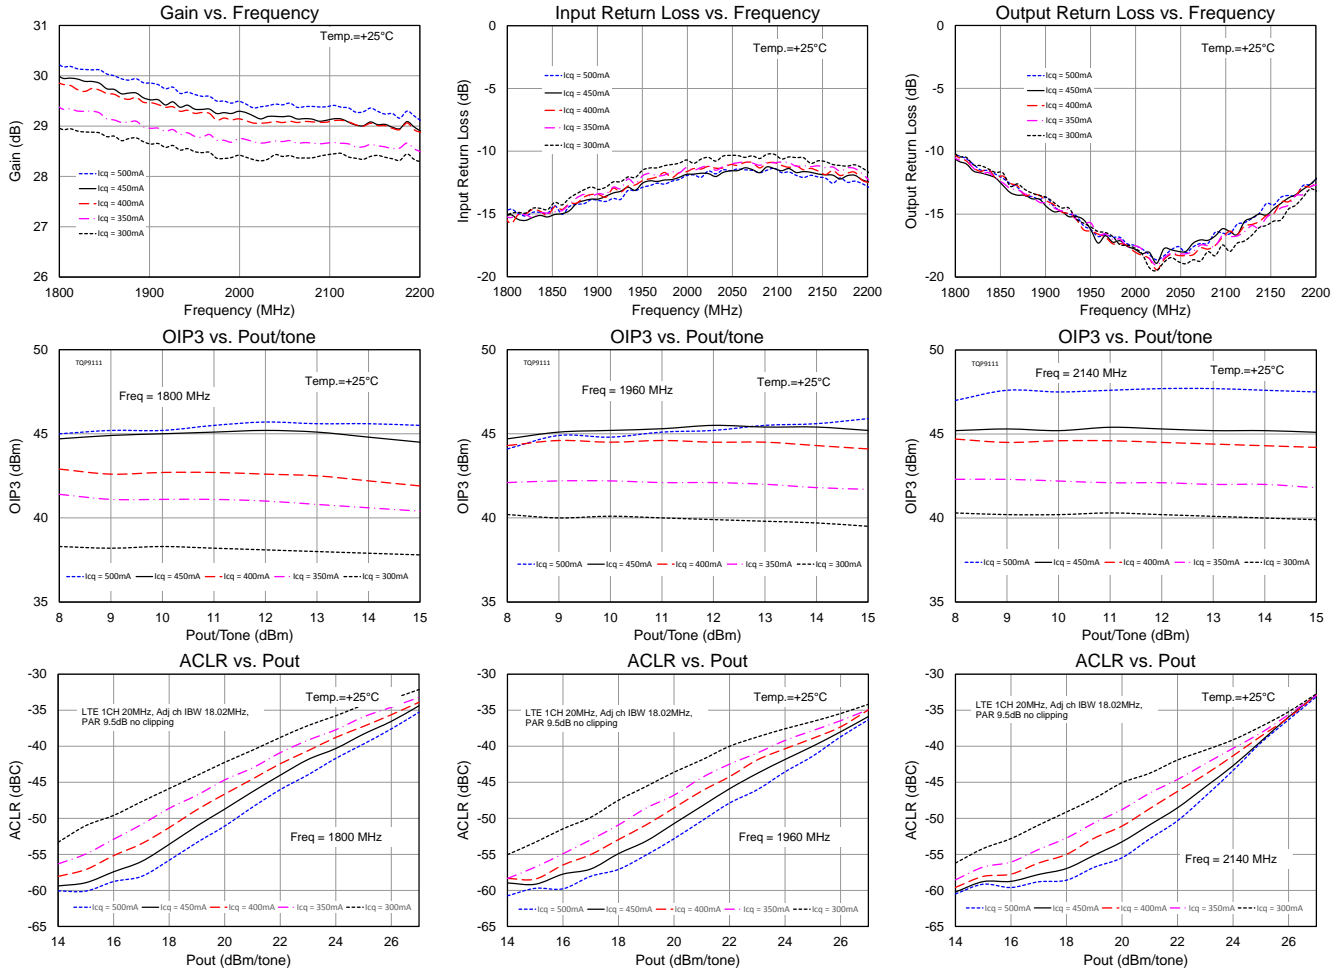 Gain vs. Frequency
Temp.=+25°C
31
30
29
28
27
26
Gain (dB)
Icq = 500mA
Icq = 450mA
Icq = 400mA
Icq = 350mA
Icq = 300mA
1800 1900 2000 2100 2200
Frequency (MHz)
Input Return Loss vs. Frequency
Temp.=+25°C
0
-5
-10
-15
-20
Input Return Loss (dB)
Icq = 500mA
Icq = 450mA
Icq = 400mA
Icq = 350mA
Icq = 300mA
1800 1850 1900 1950 2000 2050 2100 2150 2200
Frequency (MHz)
Output Return Loss vs. Frequency
Temp.=+25°C
0
-5
-10
-15
-20
Output Return Loss (dB)
Icq = 500mA
Icq = 450mA
Icq = 400mA
Icq = 350mA
Icq = 300mA
1800 1850 1900 1950 2000 2050 2100 2150 2200
Frequency (MHz)
OIP3 vs. Pout/tone
TQP9111
Temp.=+25°C
Freq = 1800 MHz
50
45
40
35
OIP3 (dBm)
Icq = 500mA Icq = 450mA Icq = 400mA Icq = 350mA Icq = 300mA
8 9 10 11 12 13 14 15
Pout/Tone (dBm)
OIP3 vs. Pout/tone
TQP9111
Temp.=+25°C
Freq = 1960 MHz
50
45
40
35
OIP3 (dBm)
Icq = 500mA Icq = 450mA Icq = 400mA Icq = 350mA Icq = 300mA
8 9 10 11 12 13 14 15
Pout/Tone (dBm)
OIP3 vs. Pout/tone
TQP9111
Temp.=+25°C
Freq = 2140 MHz
50
45
40
35
OIP3 (dBm)
Icq = 500mA Icq = 450mA Icq = 400mA Icq = 350mA Icq = 300mA
8 9 10 11 12 13 14 15
Pout/Tone (dBm)
ACLR vs. Pout
Temp.=+25°C
LTE 1CH 20MHz, Adj ch IBW 18.02MHz,
PAR 9.5dB no clipping
-30
-35
-40
-45
-50
-55
-60
-65
ACLR (dBC)
Freq = 1800 MHz
Icq = 500mA Icq = 450mA Icq = 400mA Icq = 350mA Icq = 300mA
14 16 18 20 22 24 26
Pout (dBm/tone)
ACLR vs. Pout
Temp.=+25°C
LTE 1CH 20MHz, Adj ch IBW 18.02MHz,
PAR 9.5dB no clipping
-30
-35
-40
-45
-50
-55
-60
-65
ACLR (dBC)
Freq = 1960 MHz
Icq = 500mA Icq = 450mA Icq = 400mA Icq = 350mA Icq = 300mA
14 16 18 20 22 24 26
Pout (dBm/tone)
ACLR vs. Pout
Temp.=+25°C
LTE 1CH 20MHz, Adj ch IBW 18.02MHz,
PAR 9.5dB no clipping
-30
-35
-40
-45
-50
-55
-60
-65
ACLR (dBC)
Freq = 2140 MHz
Icq = 500mA Icq = 450mA Icq = 400mA Icq = 350mA Icq = 300mA
14 16 18 20 22 24 26
Pout (dBm/tone)